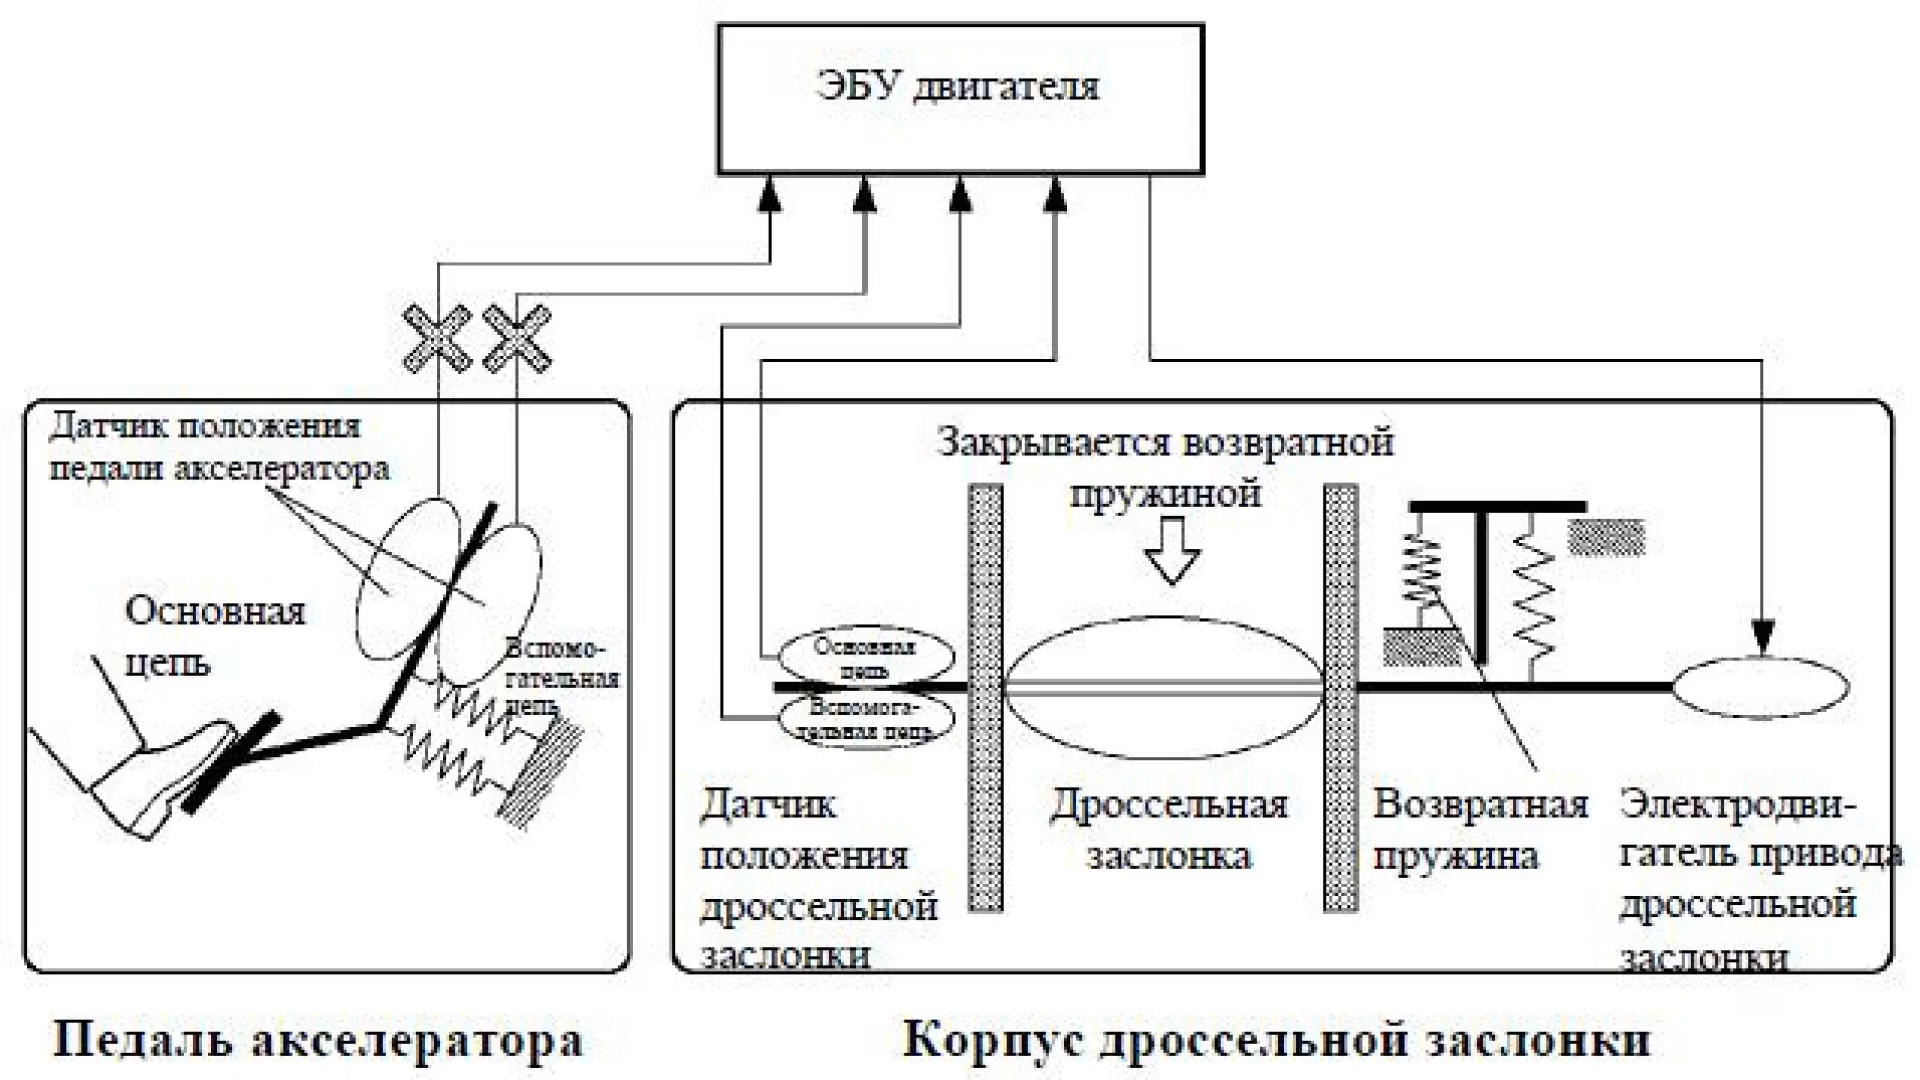 ЭБУ двигателя
Датчик положения
педали акселератора
Основная
цепь
Вспомо-
гательная
цепь
Закрывается возвратной
пружиной
Основная
цепь
Вспомога-
тельная цепь
Датчик
положения
дроссельной
заслонки
Дроссельная
заслонка
Возвратная
пружина
Электродви-
гатель привода
дроссельной
заслонки
Педаль акселератора
Корпус дроссельной заслонки